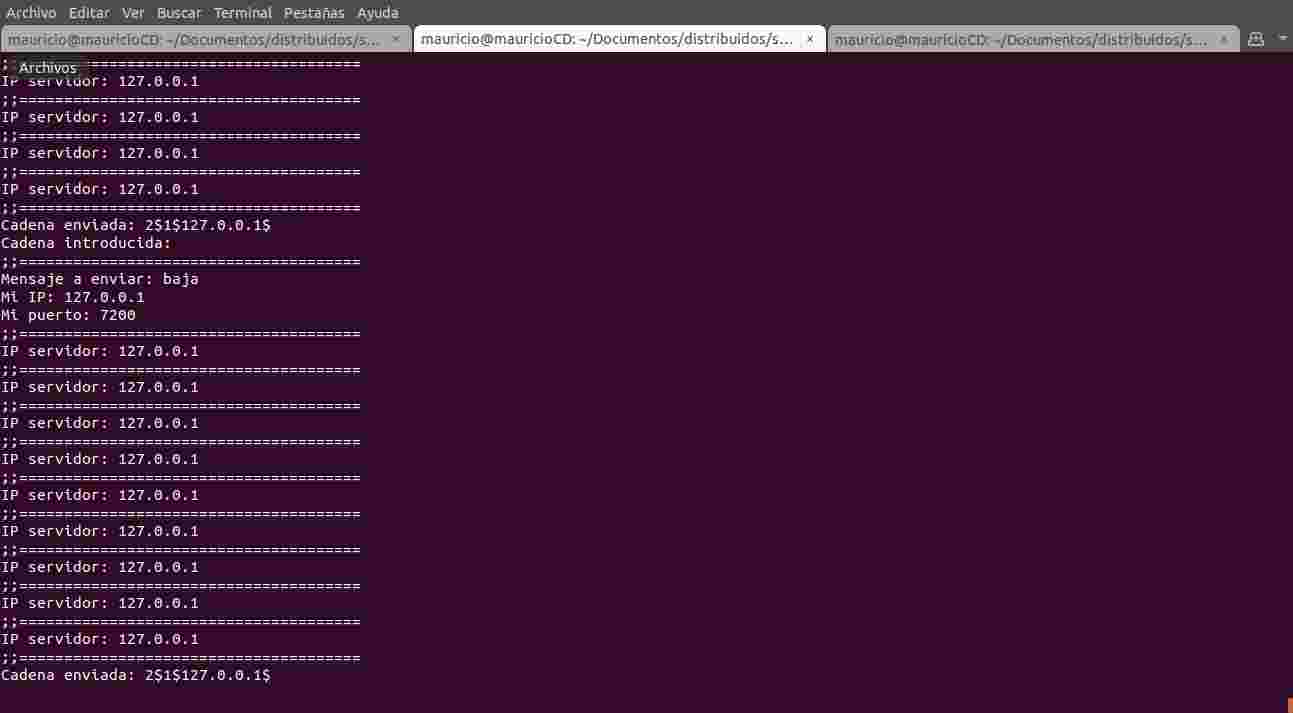 Archivo Editar Ver Buscar Terminal Pestañas Ayuda
mauricio@mauricioCD: ~/Documentos/distribuidos/s... × mauricio@mauricioCD: ~/Documentos/distribuidos/s... × mauricio@mauricioCD: ~/Documentos/distribuidos/s... ×
Archivos
;;======================================
IP servidor: 127.0.0.1
;;======================================
IP servidor: 127.0.0.1
;;======================================
IP servidor: 127.0.0.1
;;======================================
IP servidor: 127.0.0.1
;;======================================
Cadena enviada: 2$1$127.0.0.1$
Cadena introducida:
;;======================================
Mensaje a enviar: baja
Mi IP: 127.0.0.1
Mi puerto: 7200
;;======================================
IP servidor: 127.0.0.1
;;======================================
IP servidor: 127.0.0.1
;;======================================
IP servidor: 127.0.0.1
;;======================================
IP servidor: 127.0.0.1
;;======================================
IP servidor: 127.0.0.1
;;======================================
IP servidor: 127.0.0.1
;;======================================
IP servidor: 127.0.0.1
;;======================================
IP servidor: 127.0.0.1
;;======================================
IP servidor: 127.0.0.1
;;======================================
Cadena enviada: 2$1$127.0.0.1$